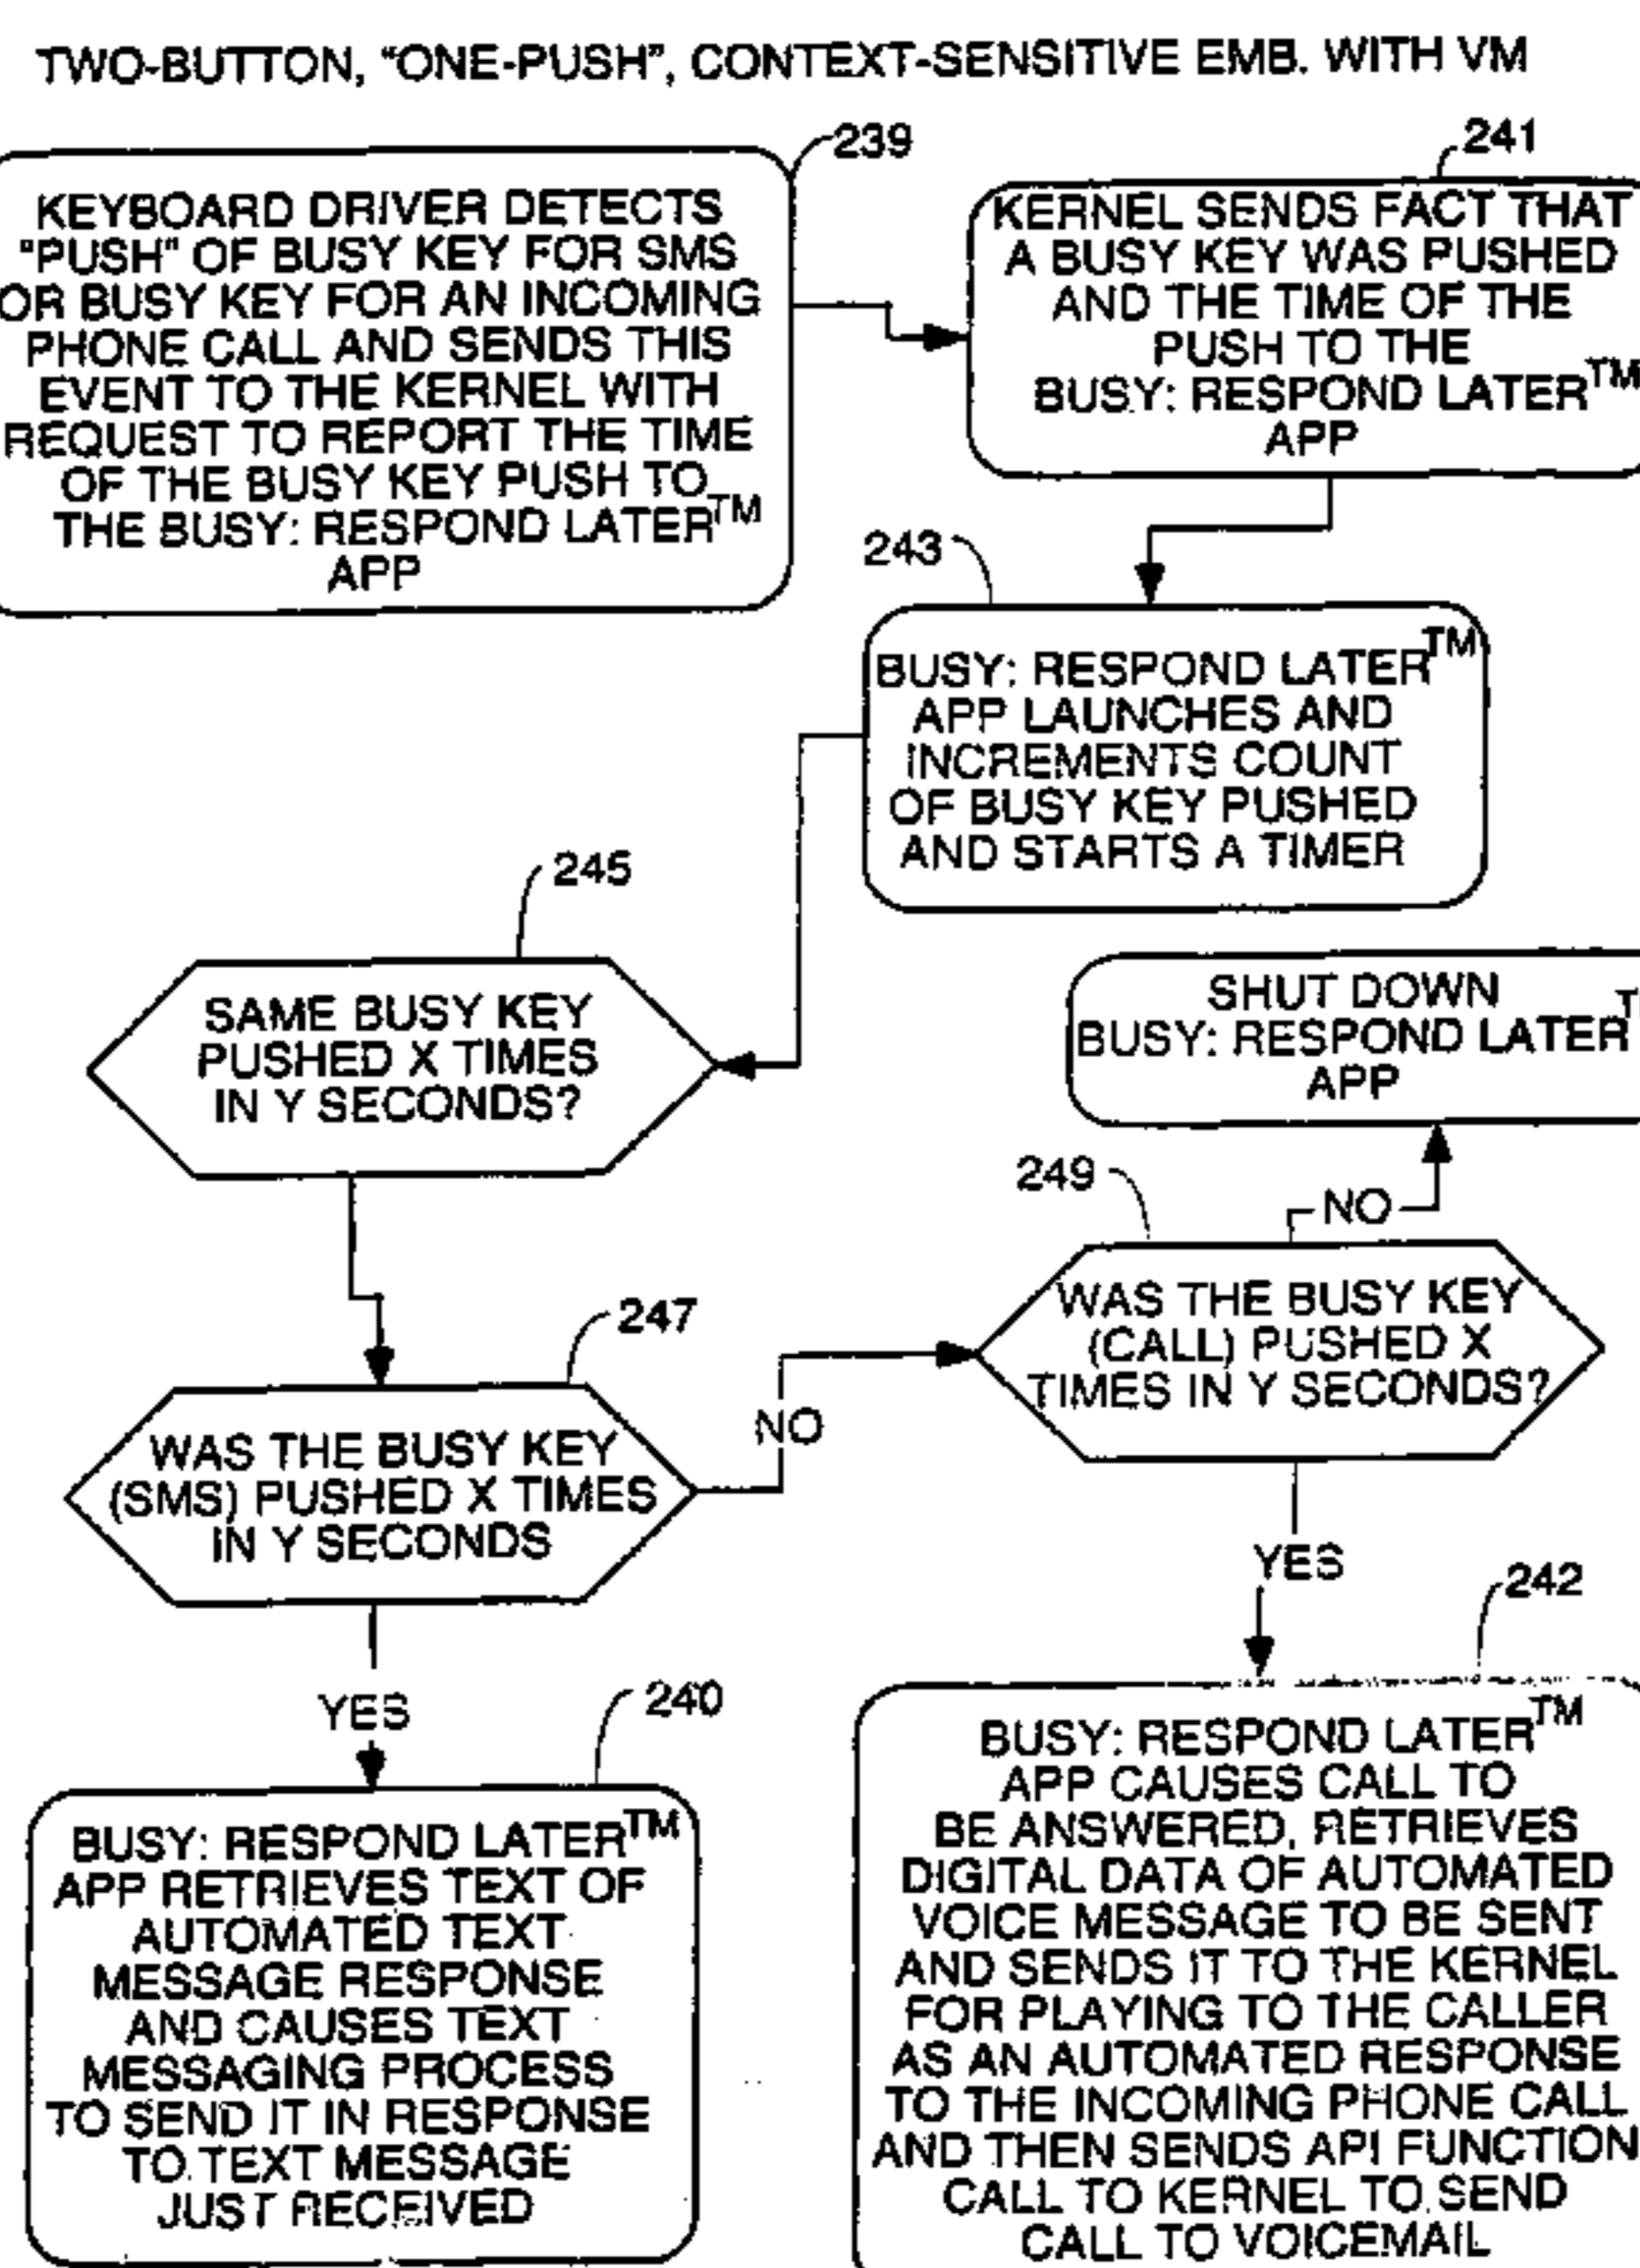 TWO-BUTTON, "ONE-PUSH", CONTEXT-SENSITIVE EMB. WITH VM
239
KEYBOARD DRIVER DETECTS
"PUSH" OF BUSY KEY FOR SMS
OR BUSY KEY FOR AN INCOMING
PHONE CALL AND SENDS THIS
EVENT TO THE KERNEL WITH
REQUEST TO REPORT THE TIME
OF THE BUSY KEY PUSH TO
THE BUSY: RESPOND LATER™
APP
241
KERNEL SENDS FACT THAT
A BUSY KEY WAS PUSHED
AND THE TIME OF THE
PUSH TO THE
BUSY: RESPOND LATER™
APP
243
BUSY: RESPOND LATER™
APP LAUNCHES AND
INCREMENTS COUNT
OF BUSY KEY PUSHED
AND STARTS A TIMER
245
SAME BUSY KEY
PUSHED X TIMES
IN Y SECONDS?
SHUT DOWN
BUSY: RESPOND LATER
APP
247
WAS THE BUSY KEY
(SMS) PUSHED X TIMES
IN Y SECONDS
NO
249
NO
WAS THE BUSY KEY
(CALL) PUSHED X
TIMES IN Y SECONDS?
YES
YES
240
BUSY: RESPOND LATER™
APP RETRIEVES TEXT OF
AUTOMATED TEXT
MESSAGE RESPONSE
AND CAUSES TEXT
MESSAGING PROCESS
TO SEND IT IN RESPONSE
TO TEXT MESSAGE
JUST RECEIVED
242
BUSY: RESPOND LATER™
APP CAUSES CALL TO
BE ANSWERED, RETRIEVES
DIGITAL DATA OF AUTOMATED
VOICE MESSAGE TO BE SENT
AND SENDS IT TO THE KERNEL
FOR PLAYING TO THE CALLER
AS AN AUTOMATED RESPONSE
TO THE INCOMING PHONE CALL
AND THEN SENDS API FUNCTION
CALL TO KERNEL TO SEND
CALL TO VOICEMAIL